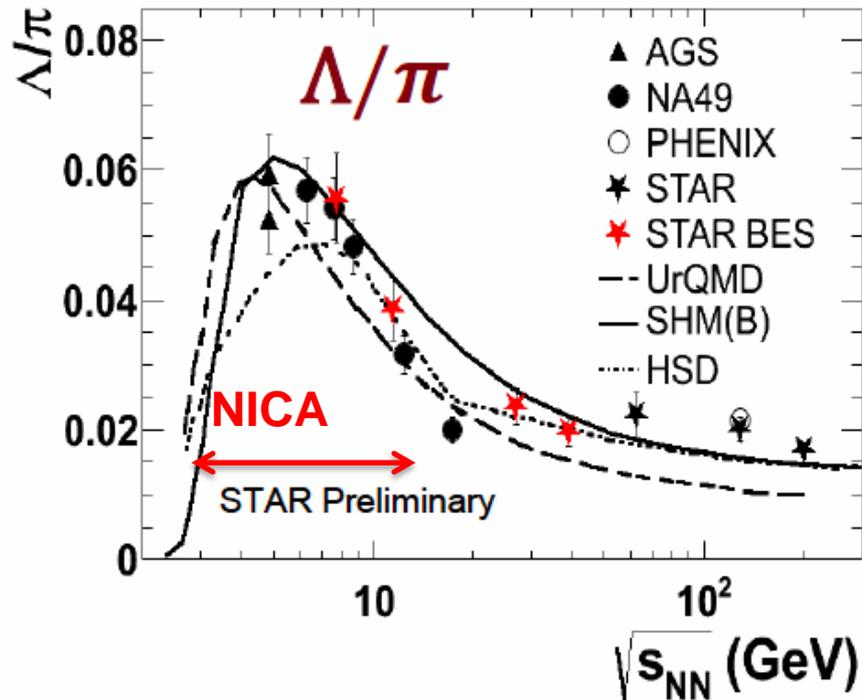 Λ/π
0.08
0.06
0.04
0.02
0
Λ/π
AGS
NA49
PHENIX
STAR
STAR BES
UrQMD
SHM(B)
HSD
NICA
STAR Preliminary
10
10²
√s_NN (GeV)